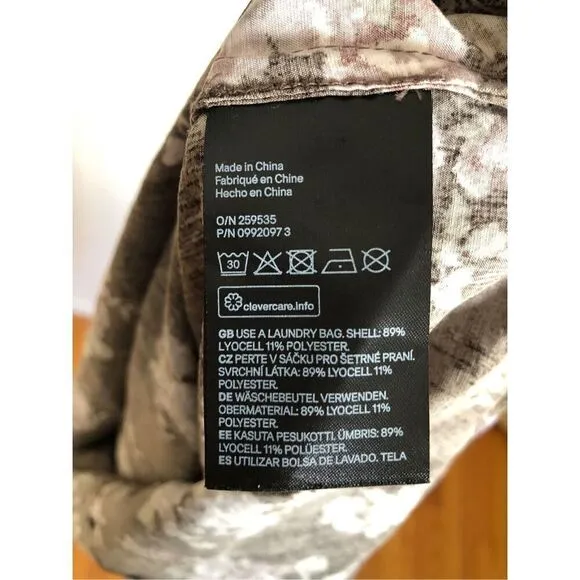 Made in China
Fabriqué en Chine
Hecho en China
O/N 259535
P/N 0992097 3
30
clevercare.info
GB USE A LAUNDRY BAG. SHELL: 89%
LYOCELL 11% POLYESTER.
CZ PERTE V SÁČKU PRO ŠETRNÉ PRANÍ.
SVRCHNÍ LÁTKA: 89% LYOCELL 11%
POLYESTER.
DE WÄSCHEBEUTEL VERWENDEN.
OBERMATERIAL: 89% LYOCELL 11%
POLYESTER.
EE KASUTA PESUKOTTI. ÜMBRIS: 89%
LYOCELL 11% POLÜESTER.
ES UTILIZAR BOLSA DE LAVADO. TELA